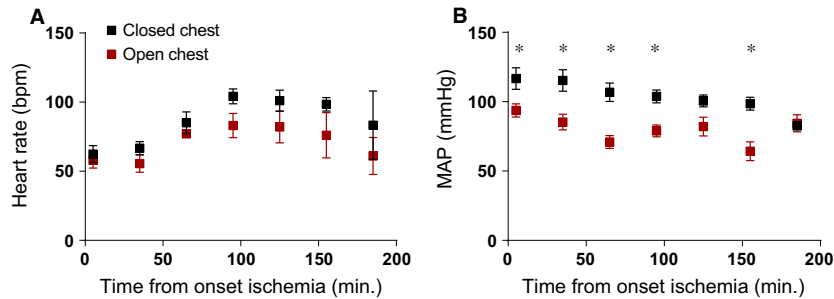 A
Closed chest
Open chest
Heart rate (bpm)
150
100
50
0
0 50 100 150 200
Time from onset ischemia (min.)
B
* * * * *
MAP (mmHg)
150
100
50
0
0 50 100 150 200
Time from onset ischemia (min.)